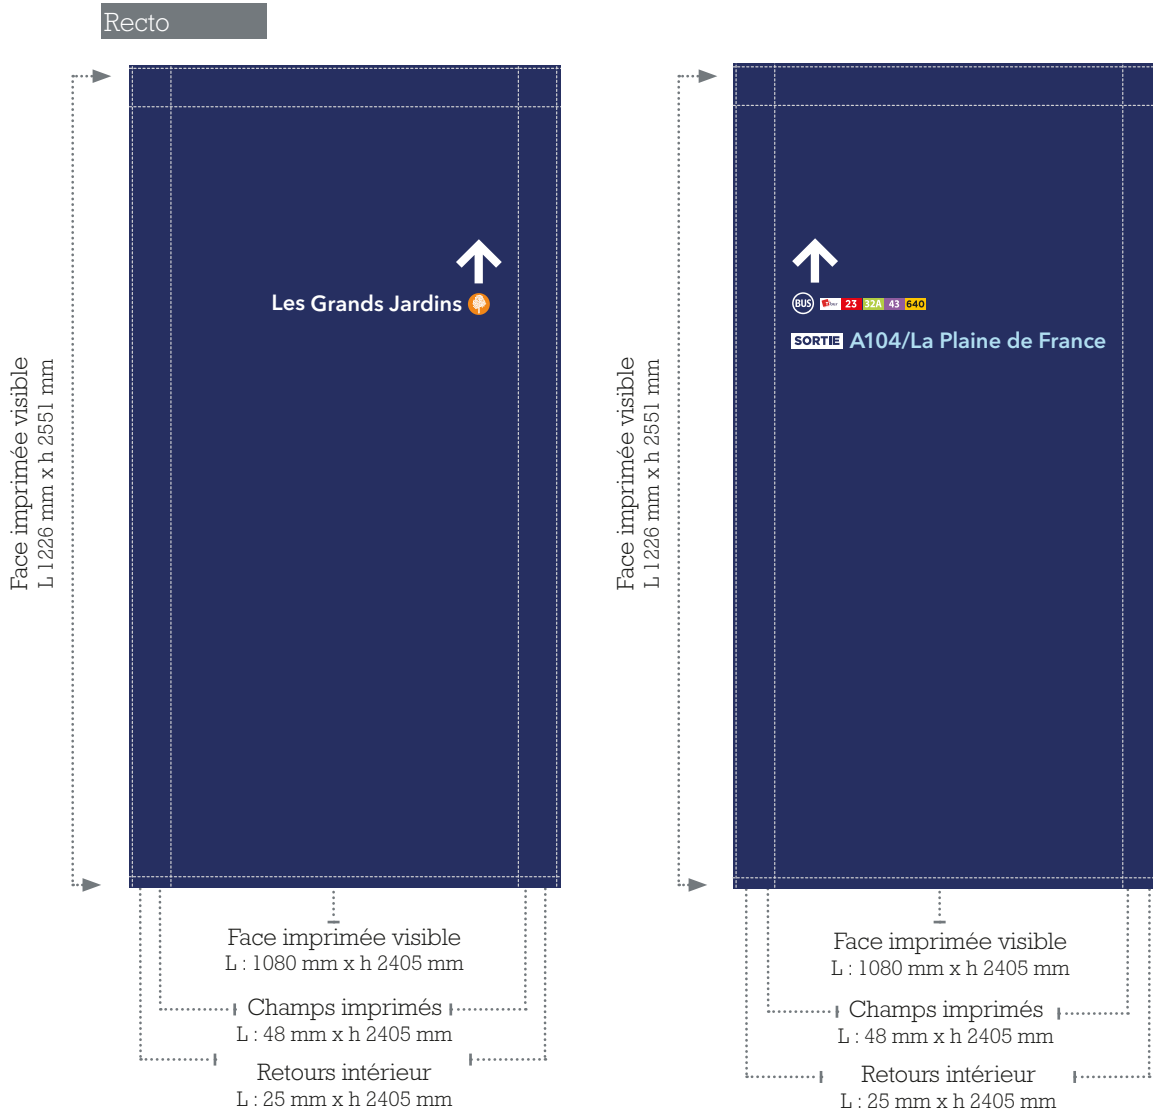 Recto
Face imprimée visible
L 1226 mm x h 2551 mm
Les Grands Jardins
Face imprimée visible
L : 1080 mm x h 2405 mm
Champs imprimés
L : 48 mm x h 2405 mm
Retours intérieur
L : 25 mm x h 2405 mm
Face imprimée visible
L 1226 mm x h 2551 mm
BUS 23 32A 43 640
SORTIE A104/La Plaine de France
Face imprimée visible
L : 1080 mm x h 2405 mm
Champs imprimés
L : 48 mm x h 2405 mm
Retours intérieur
L : 25 mm x h 2405 mm